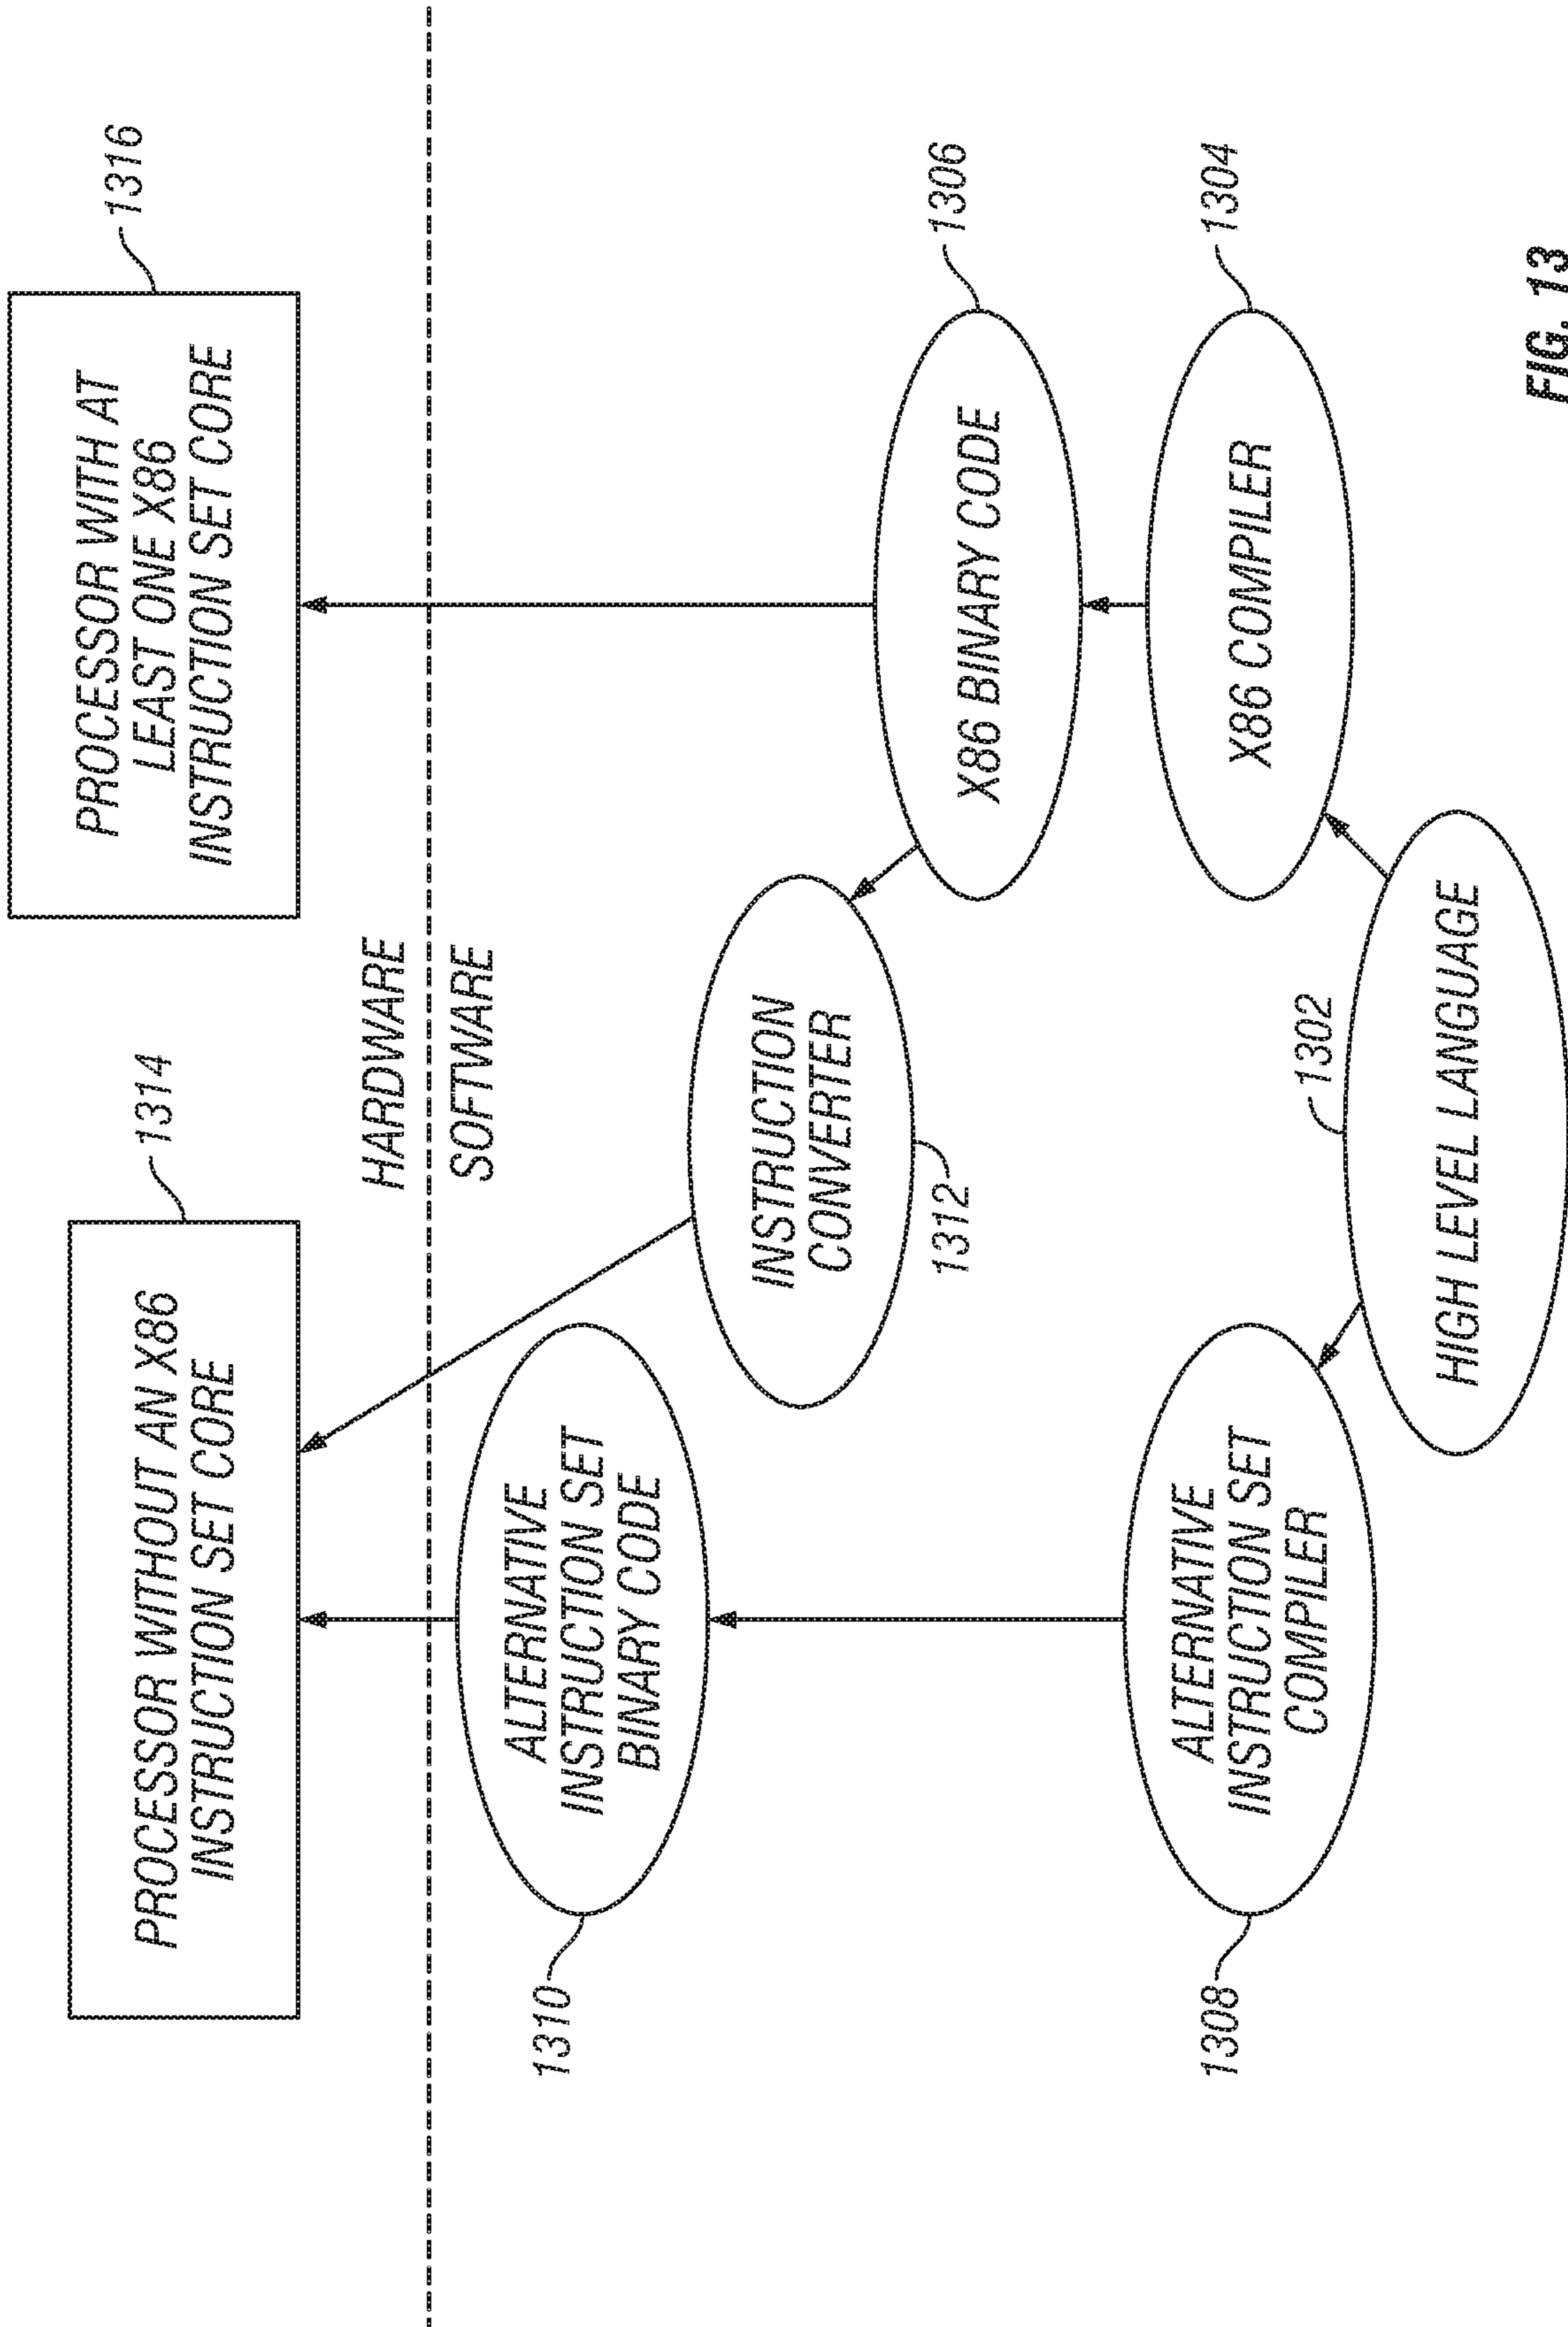 PROCESSOR WITHOUT AN X86
INSTRUCTION SET CORE
1314
PROCESSOR WITH AT
LEAST ONE X86
INSTRUCTION SET CORE
1316
HARDWARE
SOFTWARE
1310
ALTERNATIVE
INSTRUCTION SET
BINARY CODE
INSTRUCTION
CONVERTER
1312
X86 BINARY CODE
1306
1308
ALTERNATIVE
INSTRUCTION SET
COMPILER
X86 COMPILER
1304
1302
HIGH LEVEL LANGUAGE
FIG. 13